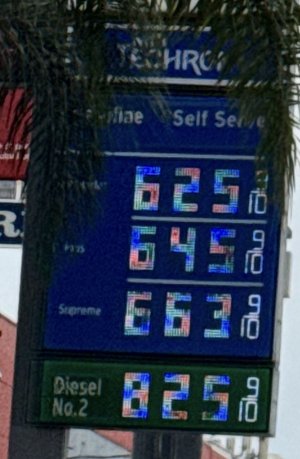 TECHRO
Self Serve
625 9/10
Plus 645 9/10
Supreme 663 9/10
Diesel
No.2 825 9/10